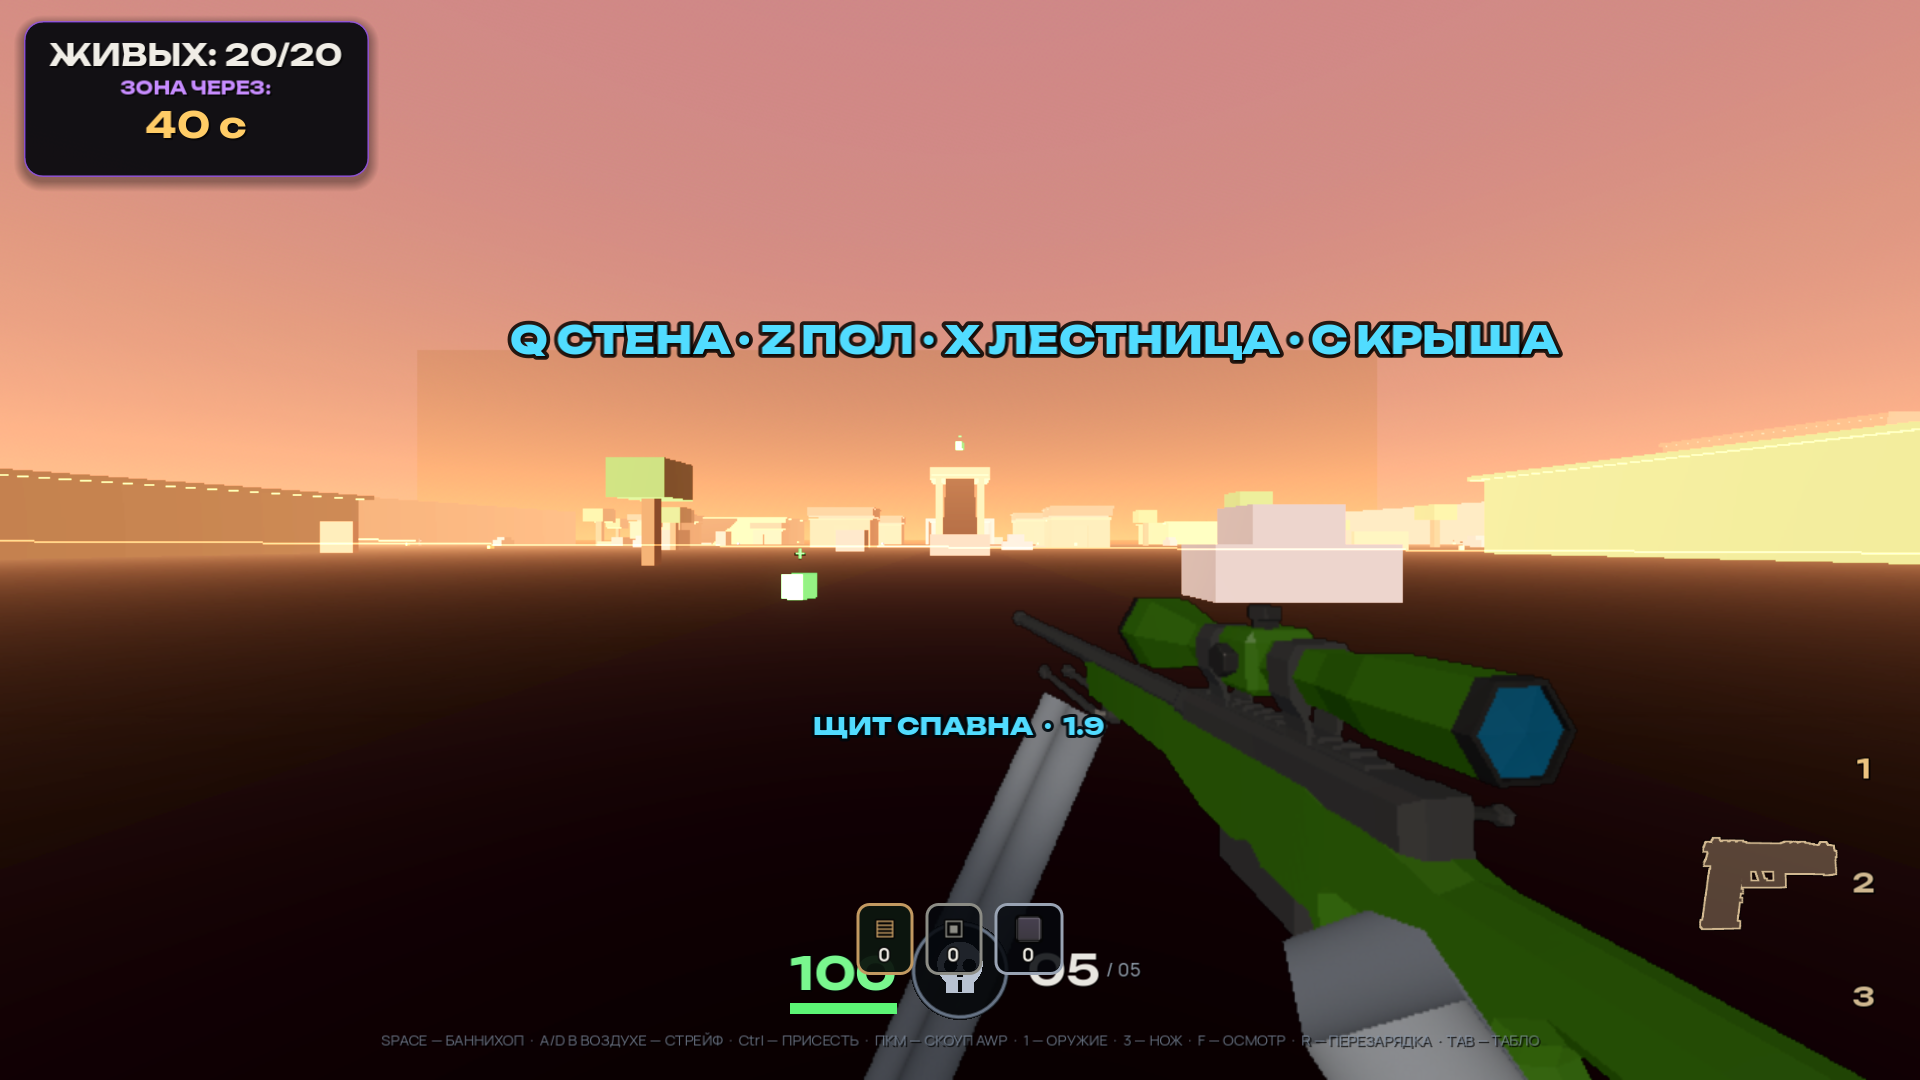 ЖИВЫХ: 20/20
ЗОНА ЧЕРЕЗ:
40 с
Q СТЕНА · Z ПОЛ · X ЛЕСТНИЦА · C КРЫША
ЩИТ СПАВНА · 1.9
1
2
3
0 0 0
100 05 / 05
SPACE — БАННИХОП · A/D В ВОЗДУХЕ — СТРЕЙФ · Ctrl — ПРИСЕСТЬ · ПКМ — СКОУП AWP · 1 — ОРУЖИЕ · 3 — НОЖ · F — ОСМОТР · R — ПЕРЕЗАРЯДКА · TAB — ТАБЛО